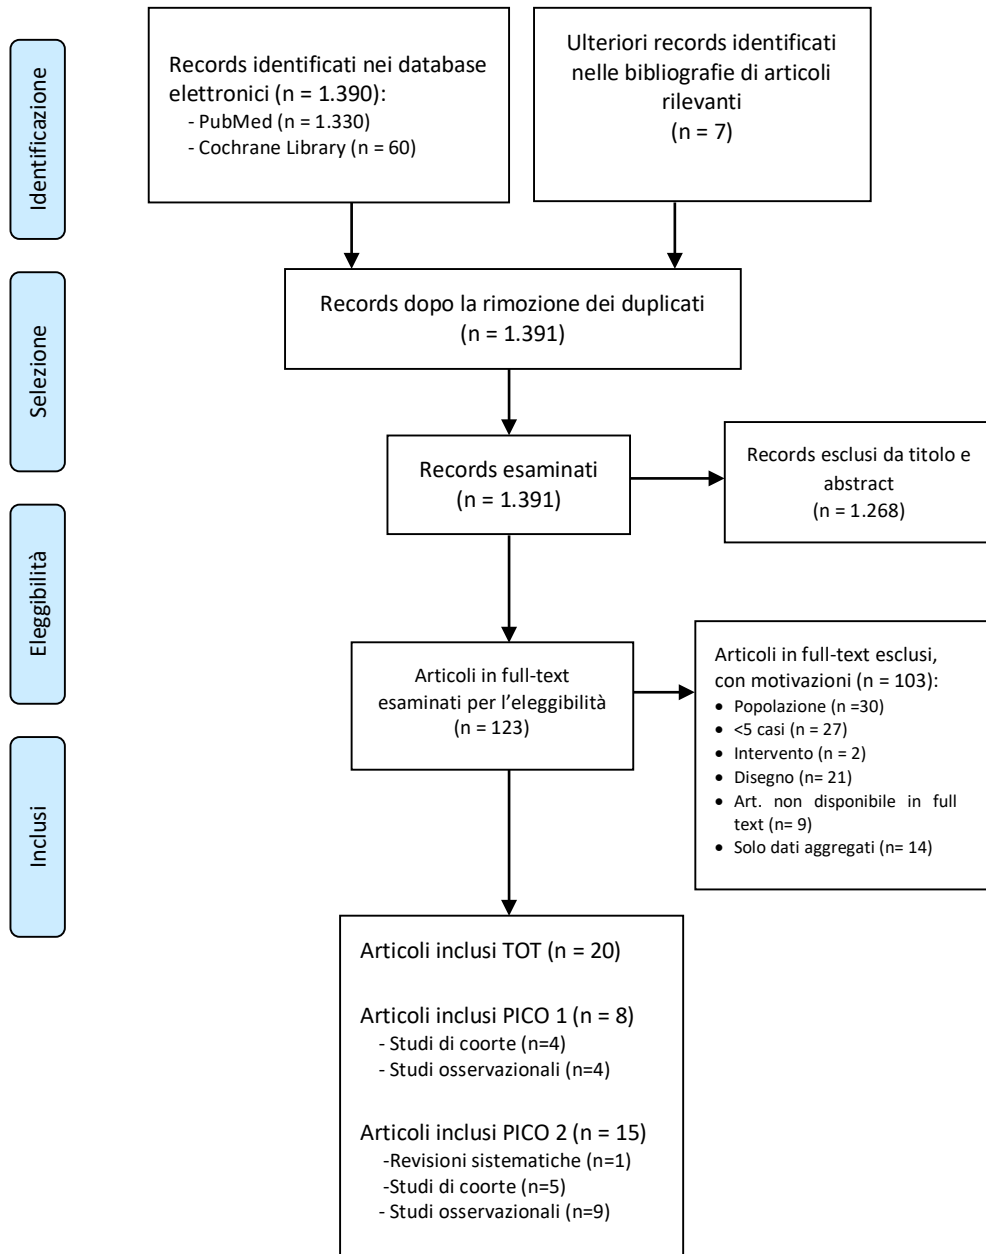 Identificazione
Records identificati nei database
elettronici (n = 1.390):
- PubMed (n = 1.330)
- Cochrane Library (n = 60)
Ulteriori records identificati
nelle bibliografie di articoli
rilevanti
(n = 7)
Selezione
Records dopo la rimozione dei duplicati
(n = 1.391)
Records esaminati
(n = 1.391)
Records esclusi da titolo e
abstract
(n = 1.268)
Eleggibilità
Articoli in full-text
esaminati per l’eleggibilità
(n = 123)
Articoli in full-text esclusi,
con motivazioni (n = 103):
• Popolazione (n =30)
• <5 casi (n = 27)
• Intervento (n = 2)
• Disegno (n= 21)
• Art. non disponibile in full
text (n= 9)
• Solo dati aggregati (n= 14)
Inclusi
Articoli inclusi TOT (n = 20)
Articoli inclusi PICO 1 (n = 8)
- Studi di coorte (n=4)
- Studi osservazionali (n=4)
Articoli inclusi PICO 2 (n = 15)
-Revisioni sistematiche (n=1)
-Studi di coorte (n=5)
- Studi osservazionali (n=9)